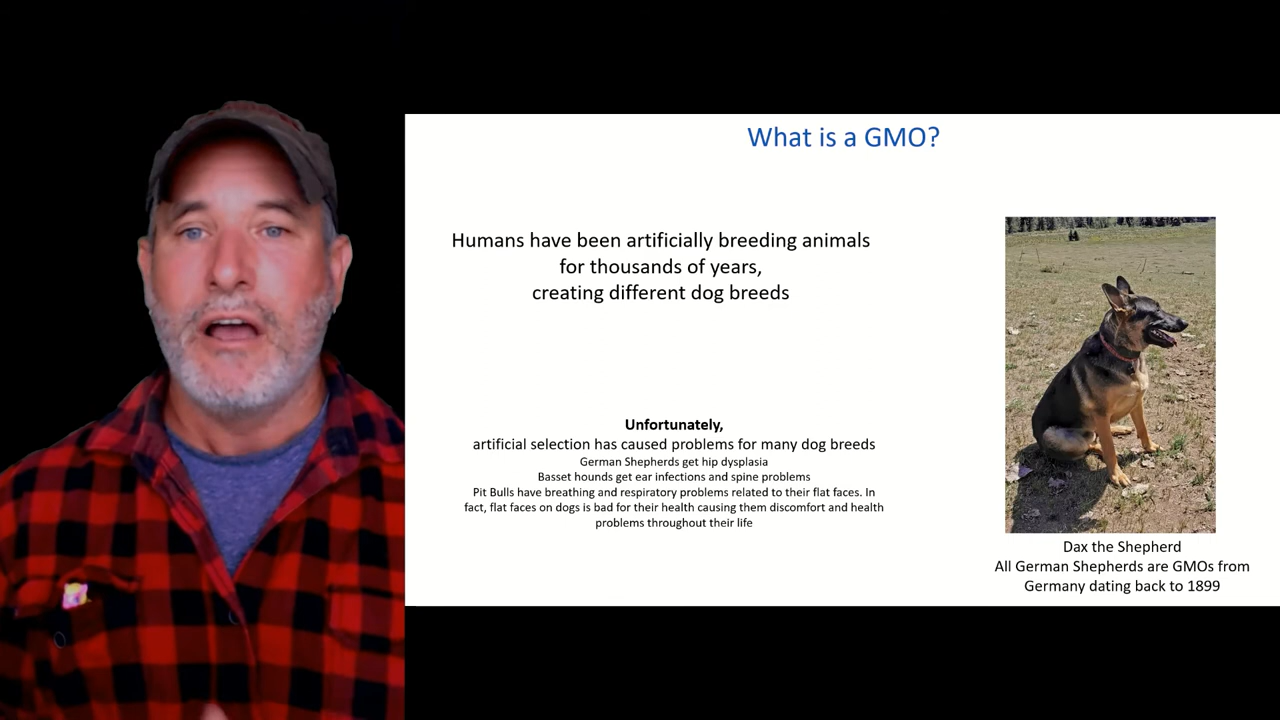 What is a GMO?
Humans have been artificially breeding animals
for thousands of years,
creating different dog breeds
Unfortunately,
artificial selection has caused problems for many dog breeds
German Shepherds get hip dysplasia
Basset hounds get ear infections and spine problems
Pit Bulls have breathing and respiratory problems related to their flat faces. In
fact, flat faces on dogs is bad for their health causing them discomfort and health
problems throughout their life
Dax the Shepherd
All German Shepherds are GMOs from
Germany dating back to 1899